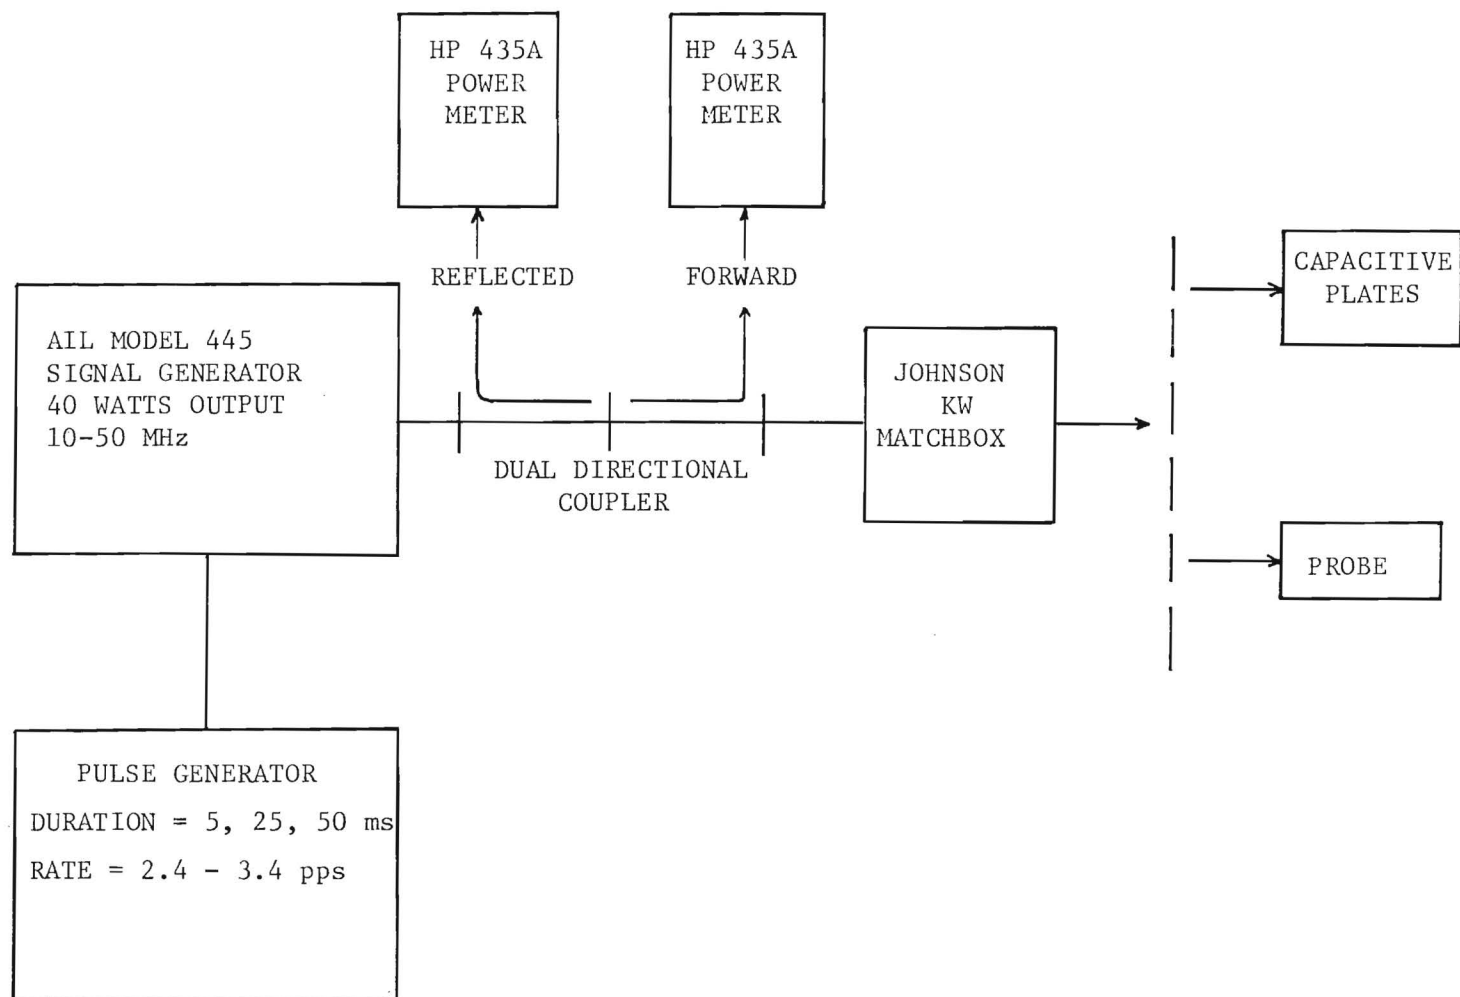 HP 435A
POWER
METER
HP 435A
POWER
METER
REFLECTED
FORWARD
CAPACITIVE
PLATES
AIL MODEL 445
SIGNAL GENERATOR
40 WATTS OUTPUT
10-50 MHz
JOHNSON
KW
MATCHBOX
DUAL DIRECTIONAL
COUPLER
PROBE
PULSE GENERATOR
DURATION = 5, 25, 50 ms
RATE = 2.4 - 3.4 pps